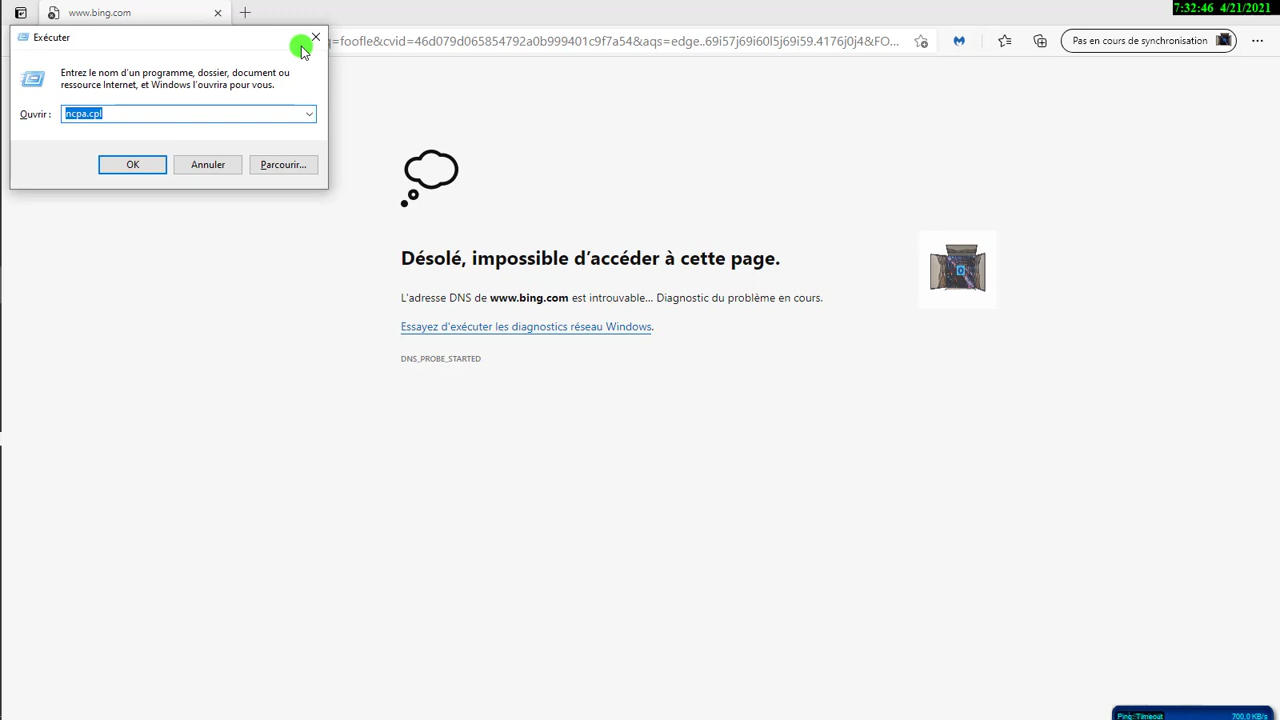 www.bing.com
7:32:46 4/21/2021
Exécuter
=foofle&cvid=46d079d06585479200b999401c9f7a54&aqs=edge..69i57j69i60l5j69i59.4176j0j4&FO...
Pas en cours de synchronisation
Entrez le nom d'un programme, dossier, document ou
ressource Internet, et Windows l'ouvrira pour vous.
Ouvrir :
ncpa.cpl
OK
Annuler
Parcourir...
Désolé, impossible d'accéder à cette page.
L'adresse DNS de www.bing.com est introuvable... Diagnostic du problème en cours.
Essayez d'exécuter les diagnostics réseau Windows.
DNS_PROBE_STARTED
Ping: Timeout
700.0 KB/s